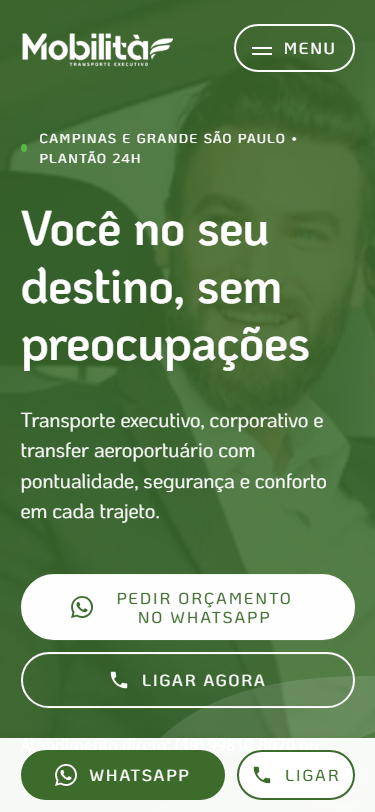 Mobilità
TRANSPORTE EXECUTIVO
MENU
CAMPINAS E GRANDE SÃO PAULO •
PLANTÃO 24H
Você no seu
destino, sem
preocupações
Transporte executivo, corporativo e
transfer aeroportuário com
pontualidade, segurança e conforto
em cada trajeto.
PEDIR ORÇAMENTO
NO WHATSAPP
LIGAR AGORA
WHATSAPP
LIGAR